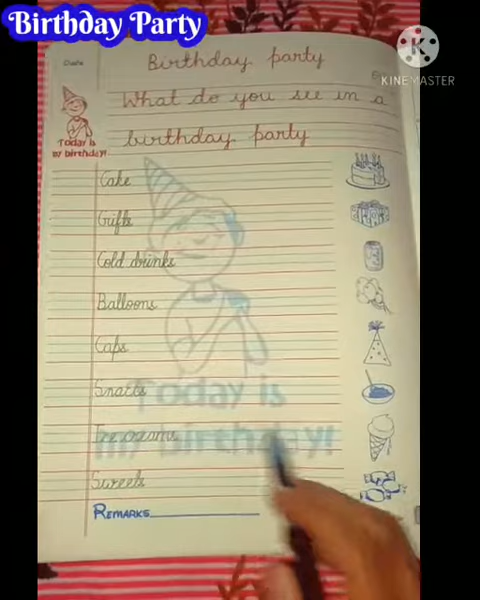 Birthday Party
K
KINEMASTER
Date
Birthday party
What do you see in a
birthday party
Today is
my birthday!
Cake
Gifts
Cold drinks
Balloons
Caps
Snacks
Today is
Ice creams
my birthday!
Sweets
REMARKS